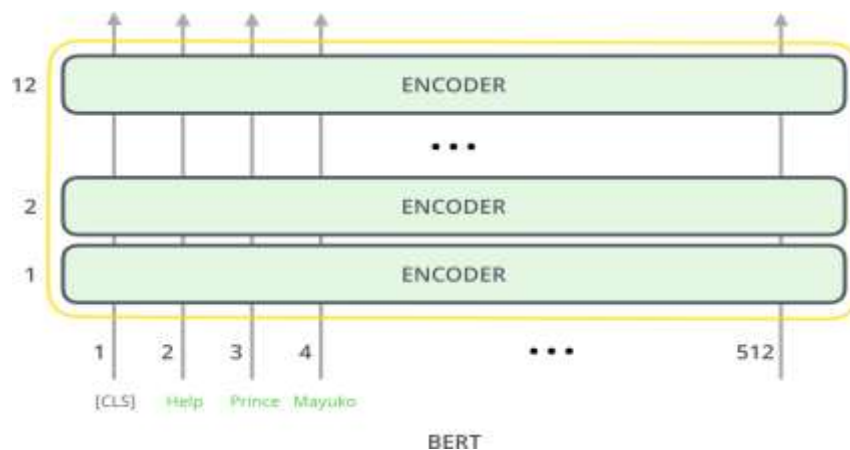 12 ENCODER
...
2 ENCODER
1 ENCODER
1 2 3 4 ... 512
[CLS] Help Prince Mayuko
BERT